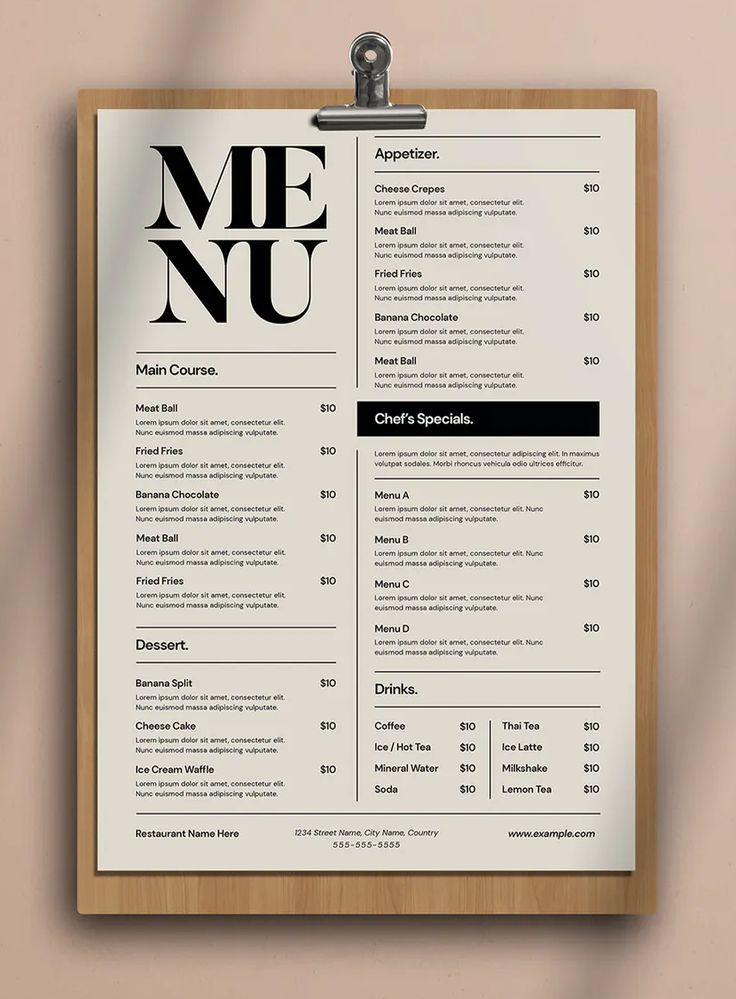 ME
NU
Main Course.
Meat Ball $10
Lorem ipsum dolor sit amet, consectetur elit.
Nunc euismod massa adipiscing vulputate.
Fried Fries $10
Lorem ipsum dolor sit amet, consectetur elit.
Nunc euismod massa adipiscing vulputate.
Banana Chocolate $10
Lorem ipsum dolor sit amet, consectetur elit.
Nunc euismod massa adipiscing vulputate.
Meat Ball $10
Lorem ipsum dolor sit amet, consectetur elit.
Nunc euismod massa adipiscing vulputate.
Fried Fries $10
Lorem ipsum dolor sit amet, consectetur elit.
Nunc euismod massa adipiscing vulputate.
Dessert.
Banana Split $10
Lorem ipsum dolor sit amet, consectetur elit.
Nunc euismod massa adipiscing vulputate.
Cheese Cake $10
Lorem ipsum dolor sit amet, consectetur elit.
Nunc euismod massa adipiscing vulputate.
Ice Cream Waffle $10
Lorem ipsum dolor sit amet, consectetur elit.
Nunc euismod massa adipiscing vulputate.
Appetizer.
Cheese Crepes $10
Lorem ipsum dolor sit amet, consectetur elit.
Nunc euismod massa adipiscing vulputate.
Meat Ball $10
Lorem ipsum dolor sit amet, consectetur elit.
Nunc euismod massa adipiscing vulputate.
Fried Fries $10
Lorem ipsum dolor sit amet, consectetur elit.
Nunc euismod massa adipiscing vulputate.
Banana Chocolate $10
Lorem ipsum dolor sit amet, consectetur elit.
Nunc euismod massa adipiscing vulputate.
Meat Ball $10
Lorem ipsum dolor sit amet, consectetur elit.
Nunc euismod massa adipiscing vulputate.
Chef's Specials.
Lorem ipsum dolor sit amet, consectetur adipiscing elit. In maximus
volutpat sodales. Morbi rhoncus vehicula odio ultrices efficitur.
Menu A $10
Lorem ipsum dolor sit amet, consectetur elit. Nunc
euismod massa adipiscing vulputate.
Menu B $10
Lorem ipsum dolor sit amet, consectetur elit. Nunc
euismod massa adipiscing vulputate.
Menu C $10
Lorem ipsum dolor sit amet, consectetur elit. Nunc
euismod massa adipiscing vulputate.
Menu D $10
Lorem ipsum dolor sit amet, consectetur elit. Nunc
euismod massa adipiscing vulputate.
Drinks.
Coffee $10
Ice / Hot Tea $10
Mineral Water $10
Soda $10
Thai Tea $10
Ice Latte $10
Milkshake $10
Lemon Tea $10
Restaurant Name Here
1234 Street Name, City Name, Country
555-555-5555
www.example.com